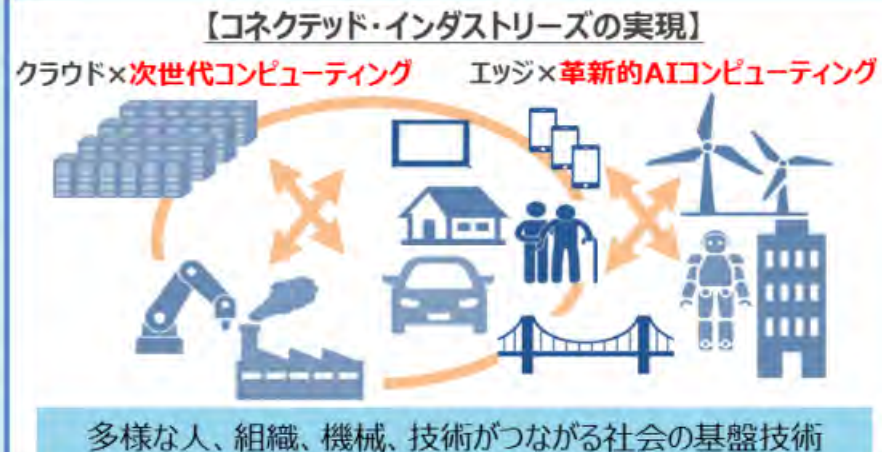 【コネクテッド・インダストリーズの実現】
クラウド×次世代コンピューティング
エッジ×革新的AIコンピューティング
多様な人、組織、機械、技術がつながる社会の基盤技術